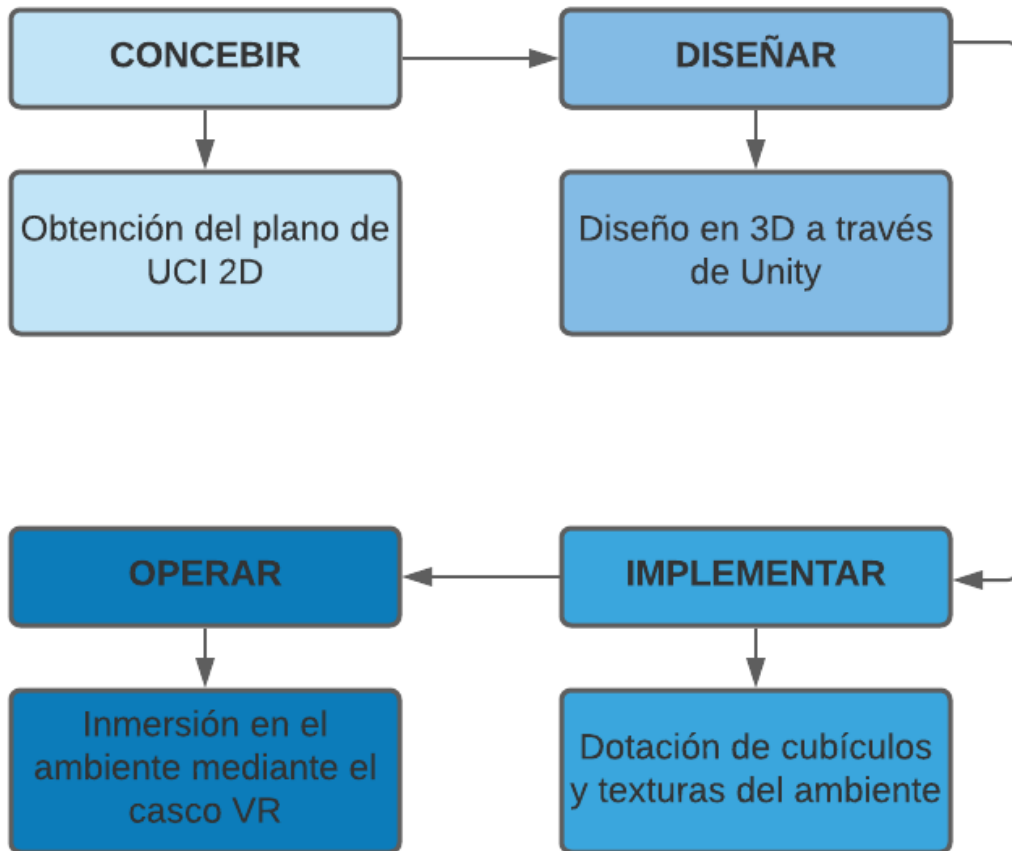 CONCEBIR
Obtención del plano de
UCI 2D
DISEÑAR
Diseño en 3D a través
de Unity
IMPLEMENTAR
Dotación de cubículos
y texturas del ambiente
OPERAR
Inmersión en el
ambiente mediante el
casco VR